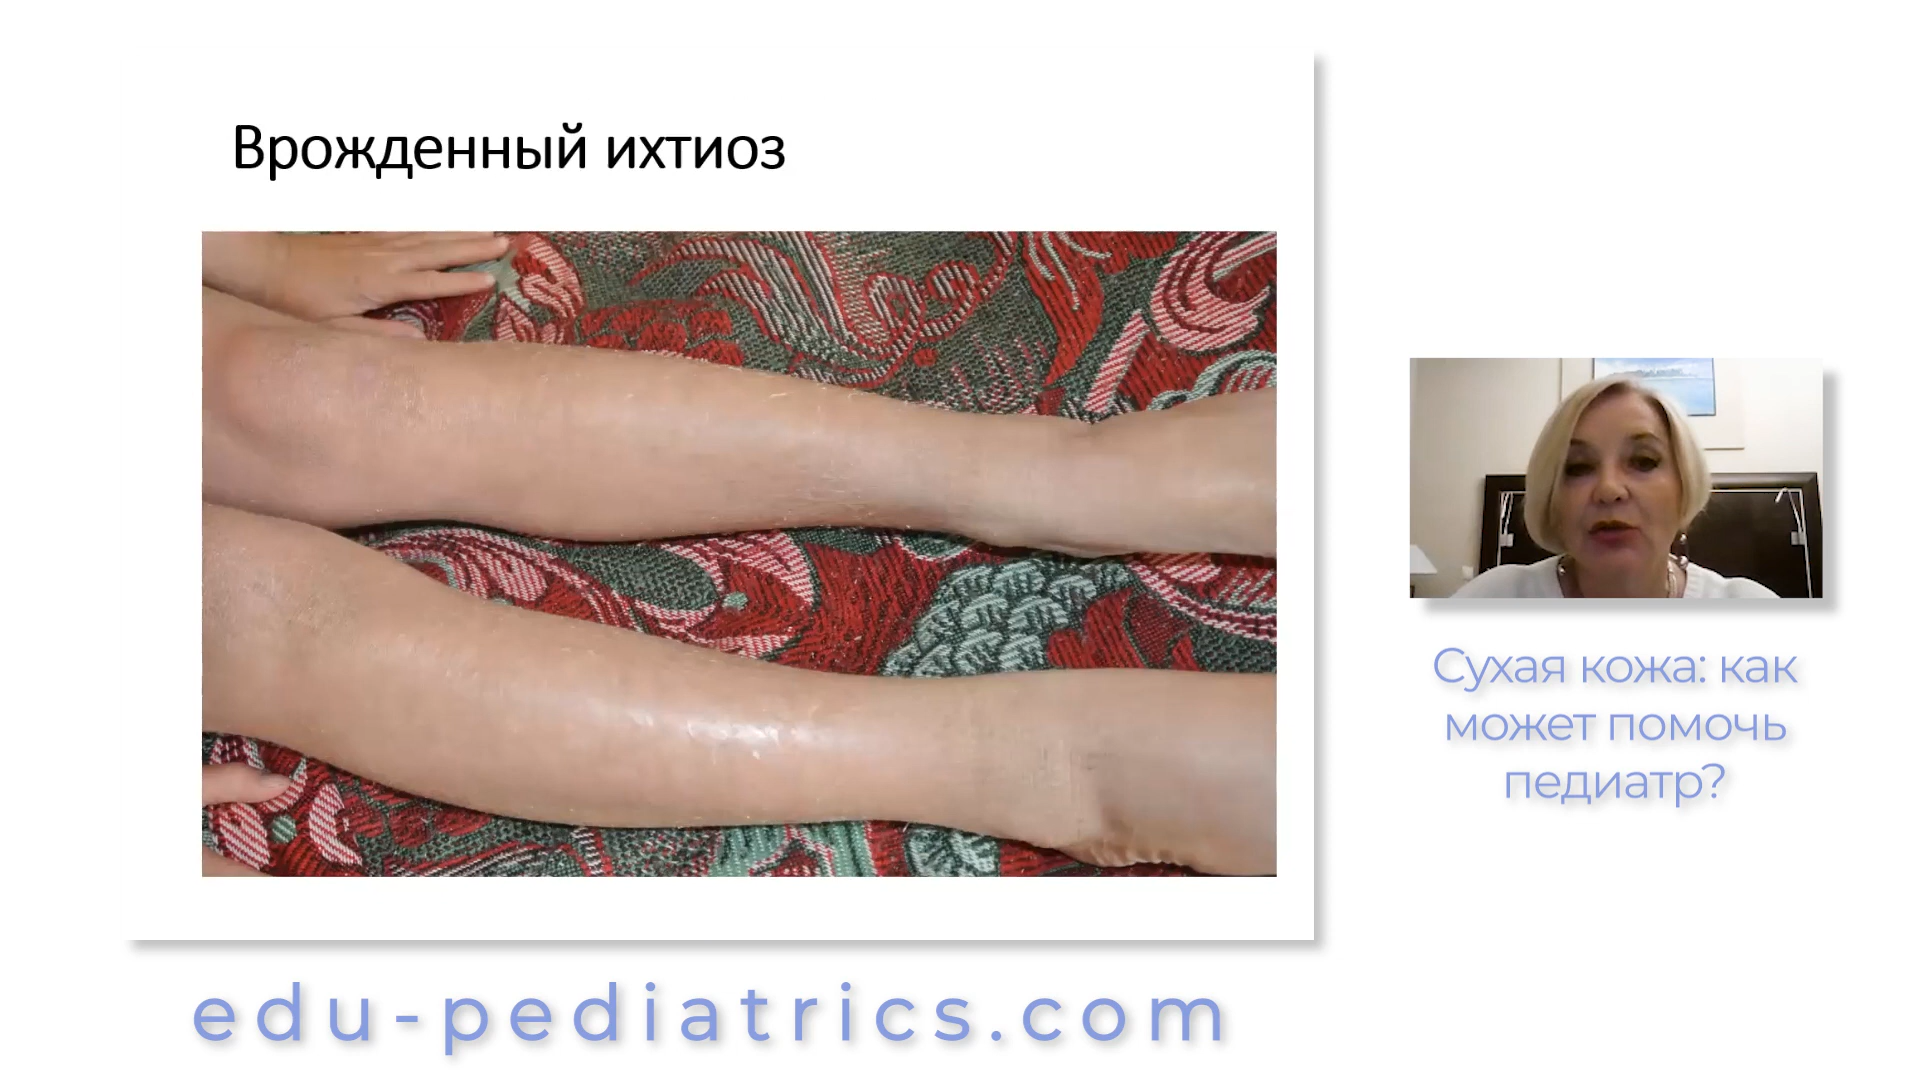 Врожденный ихтиоз
Сухая кожа: как
может помочь
педиатр?
edu-pediatrics.com